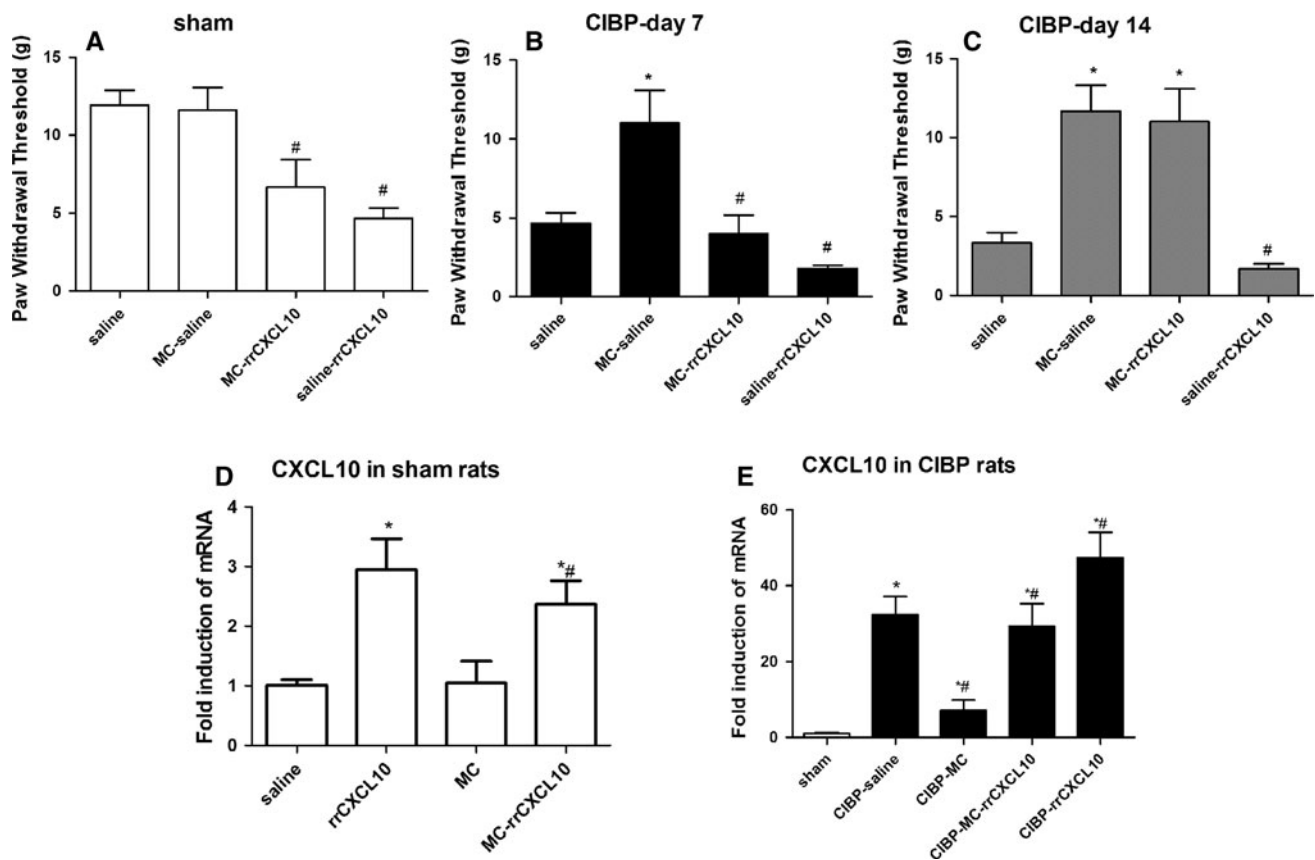 A
sham
Paw Withdrawal Threshold (g)
15
10
5
0
#
#
saline
MC-saline
MC-rrCXCL10
saline-rrCXCL10
B
CIBP-day 7
Paw Withdrawal Threshold (g)
15
10
5
0
*
#
#
saline
MC-saline
MC-rrCXCL10
saline-rrCXCL10
C
CIBP-day 14
Paw Withdrawal Threshold (g)
15
10
5
0
*
*
#
saline
MC-saline
MC-rrCXCL10
saline-rrCXCL10
D
CXCL10 in sham rats
Fold induction of mRNA
4
3
2
1
0
*
*#
saline
rrCXCL10
MC
MC-rrCXCL10
E
CXCL10 in CIBP rats
Fold induction of mRNA
60
40
20
0
*
*#
*#
*#
sham
CIBP-saline
CIBP-MC
CIBP-MC-rrCXCL10
CIBP-rrCXCL10